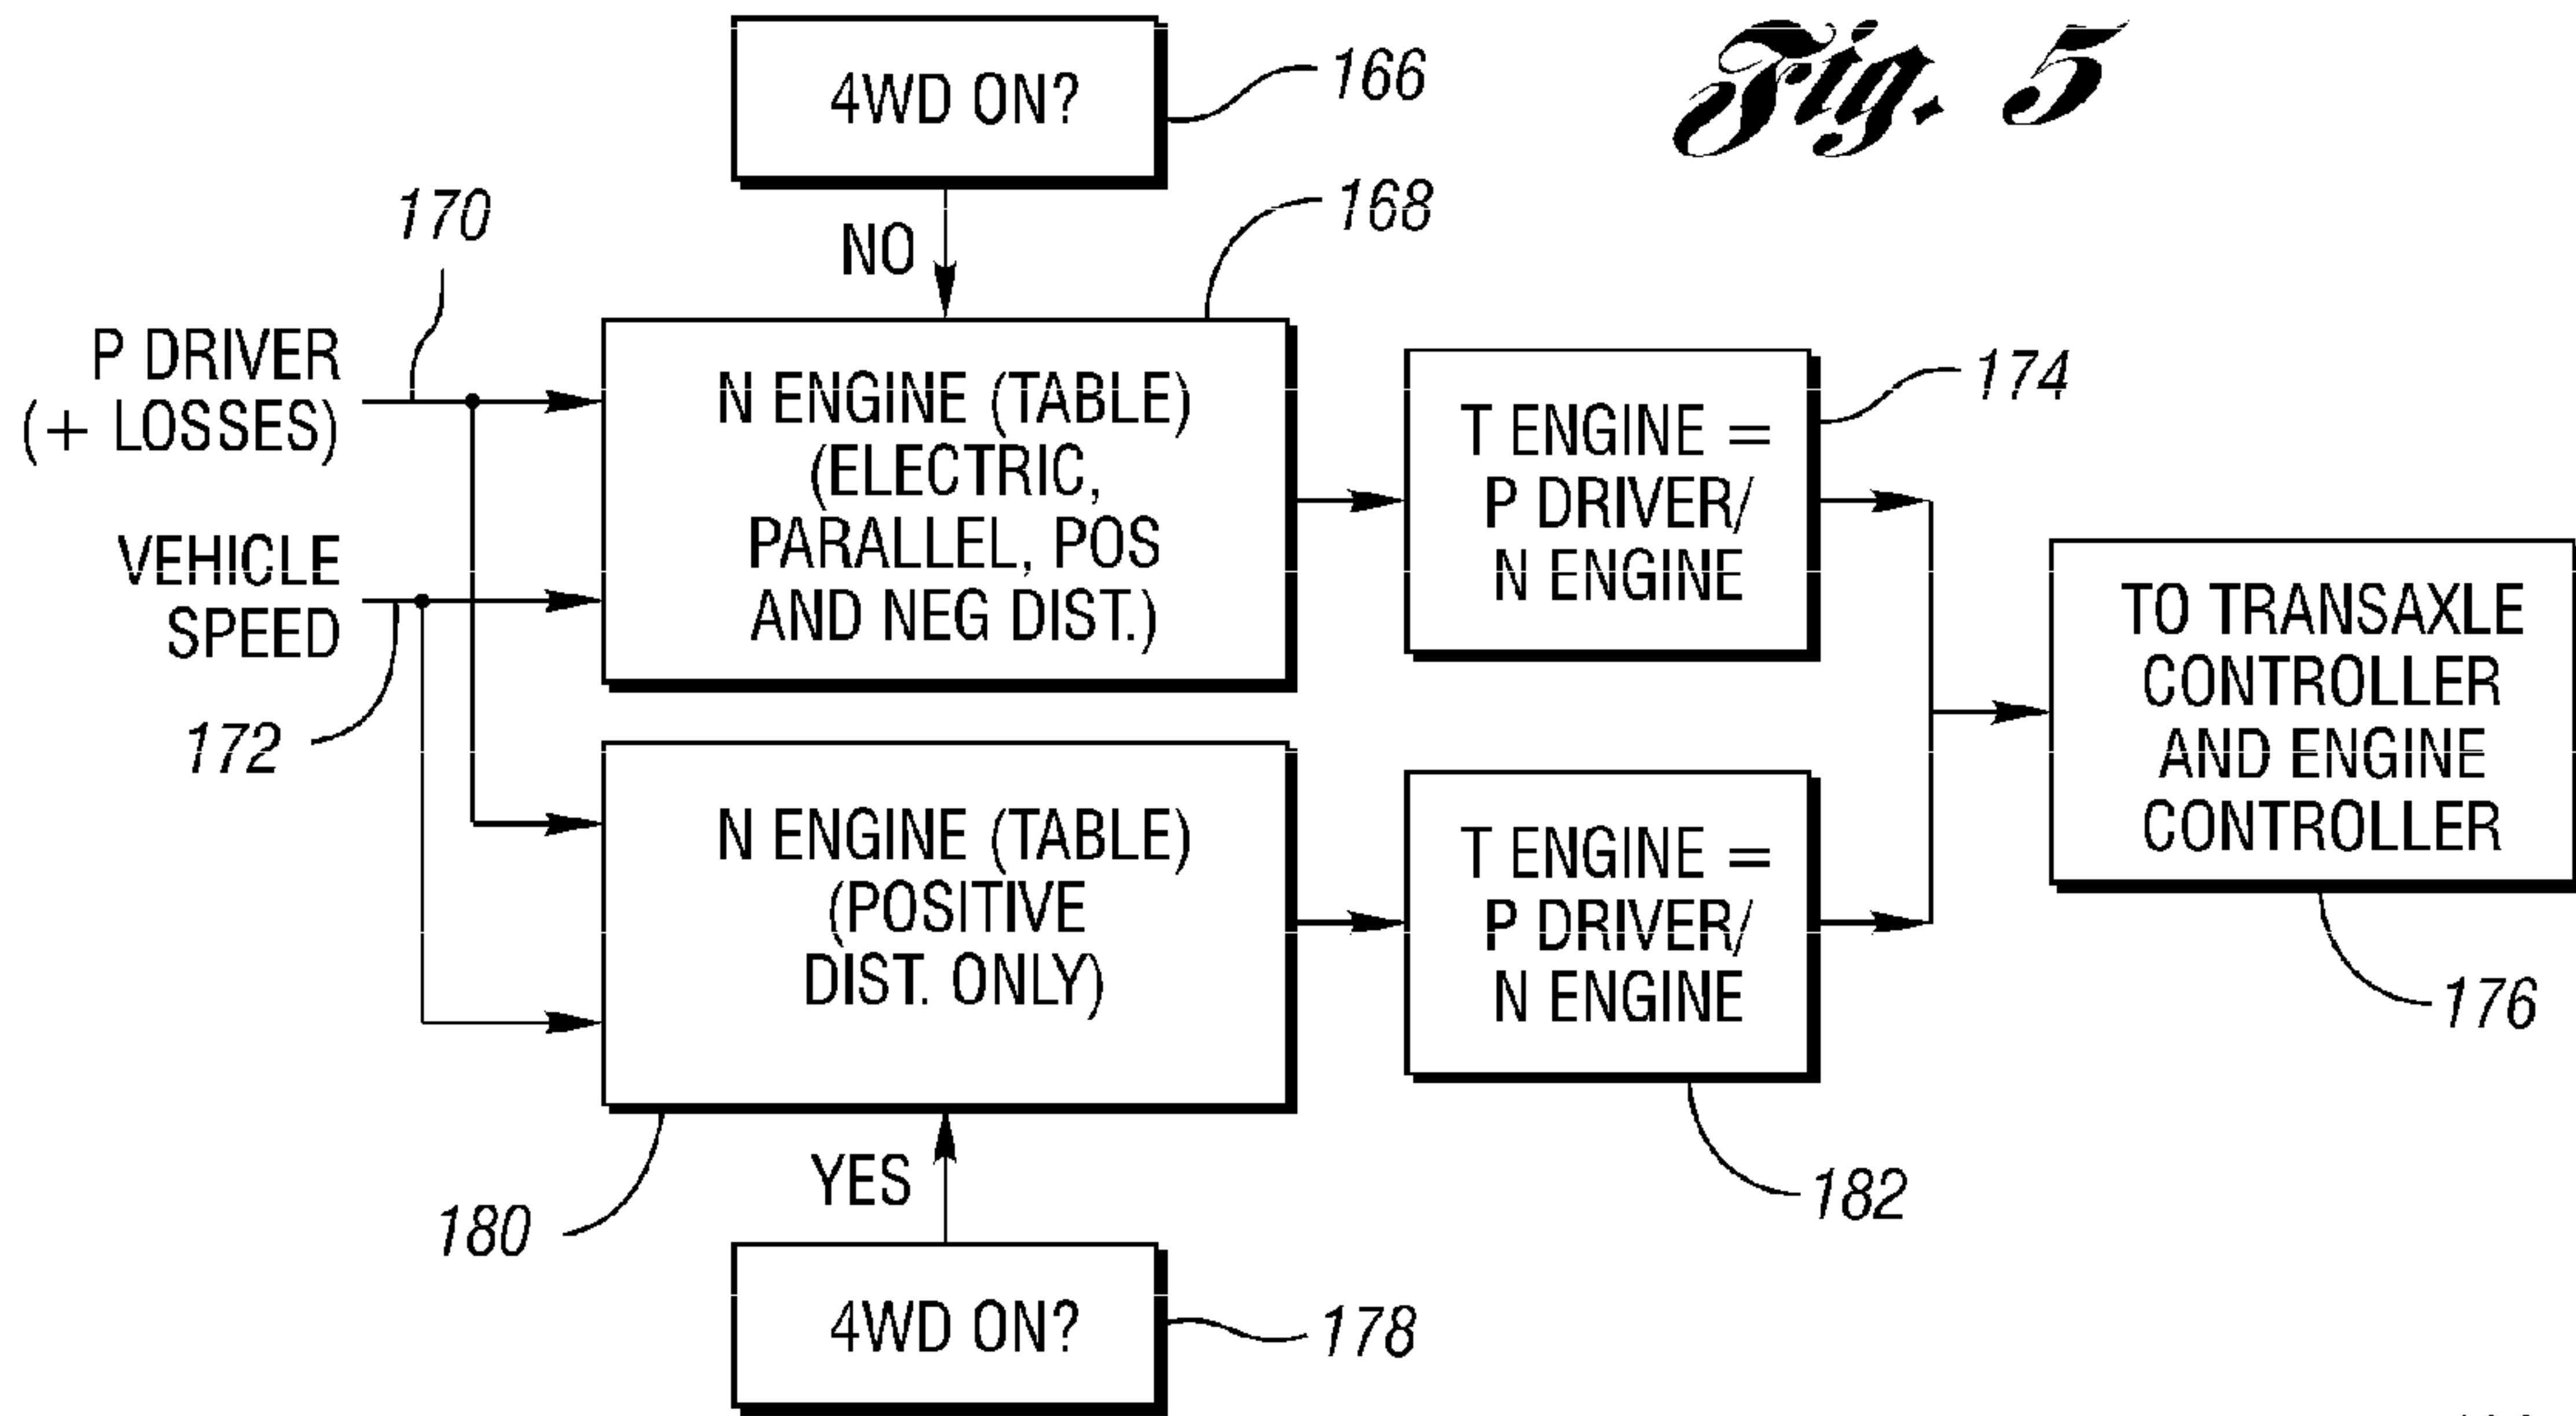 4WD ON?
166
Fig. 5
170
NO
168
P DRIVER
(+ LOSSES)
N ENGINE (TABLE)
(ELECTRIC,
PARALLEL, POS
AND NEG DIST.)
T ENGINE =
P DRIVER/
N ENGINE
174
VEHICLE
SPEED
172
TO TRANSAXLE
CONTROLLER
AND ENGINE
CONTROLLER
176
N ENGINE (TABLE)
(POSITIVE
DIST. ONLY)
T ENGINE =
P DRIVER/
N ENGINE
180
YES
182
4WD ON?
178